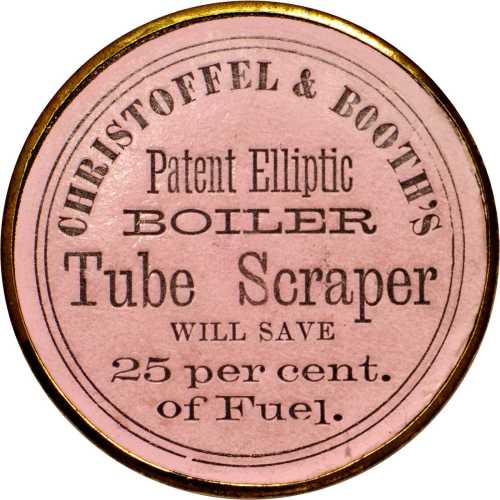 CHRISTOFFEL & BOOTH'S
Patent Elliptic
BOILER
Tube Scraper
WILL SAVE
25 per cent.
of Fuel.